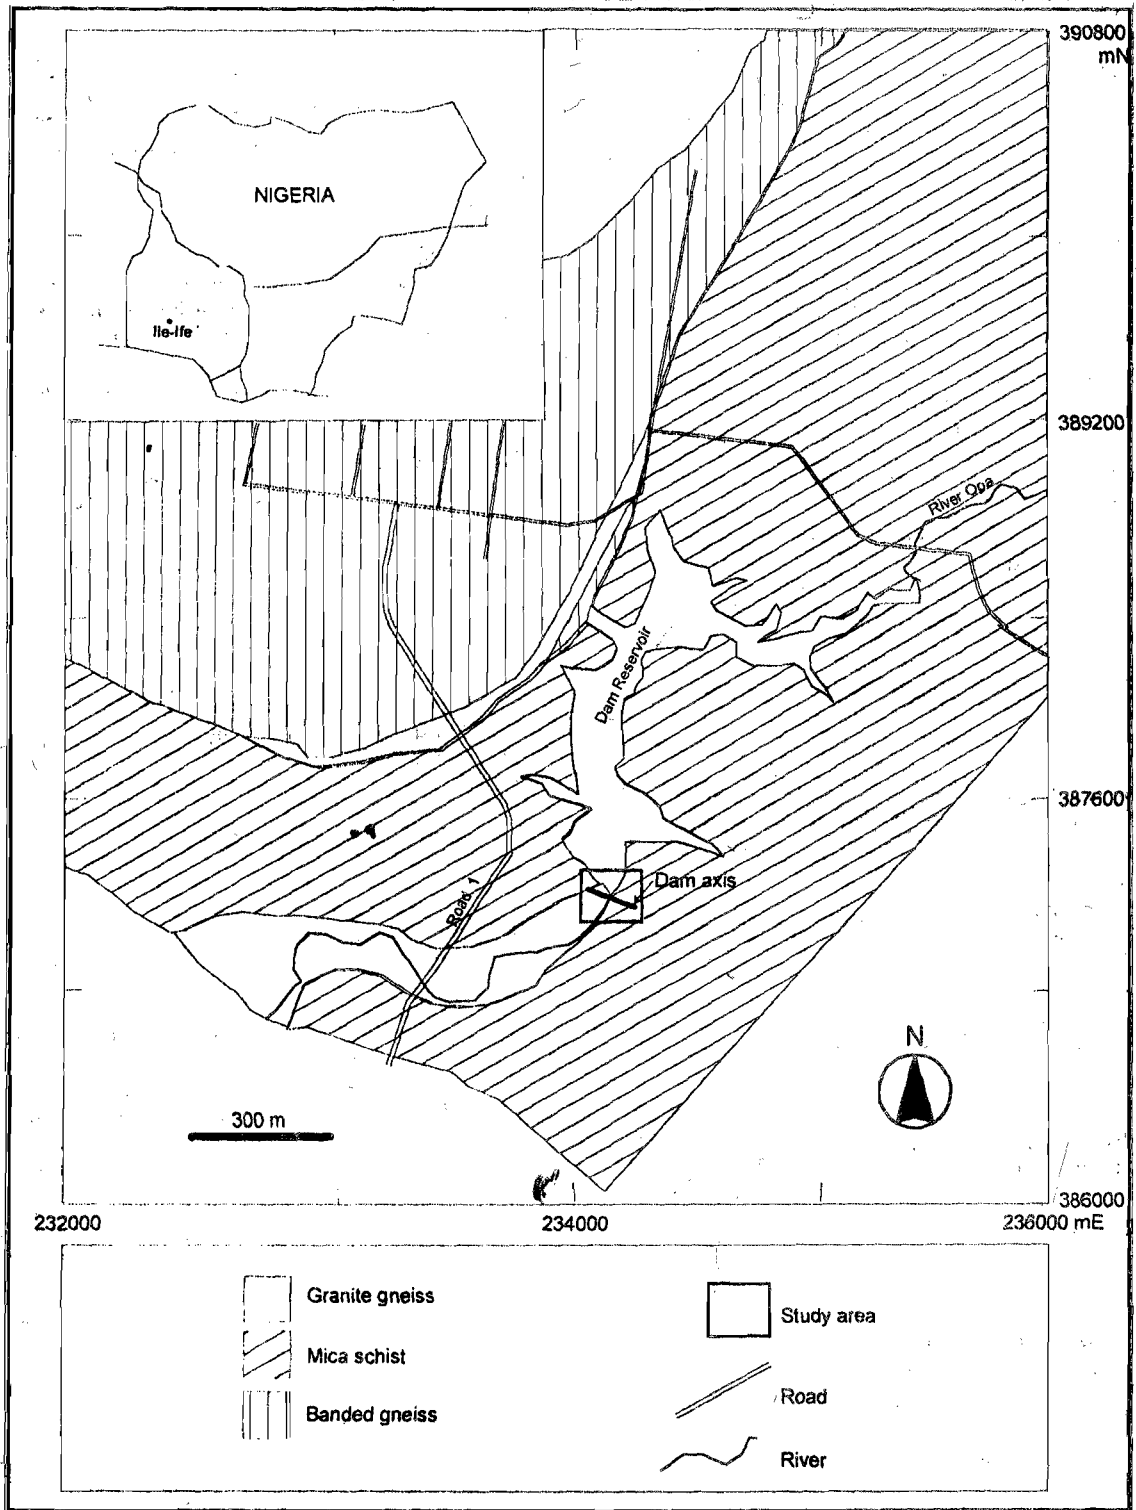 390800
mN
NIGERIA
Ile-Ife
389200
River Opa
Dam Reservoir
387600
Dam axis
Road 1
N
300 m
386000
232000
234000
236000 mE
Granite gneiss
Study area
Mica schist
Road
Banded gneiss
River